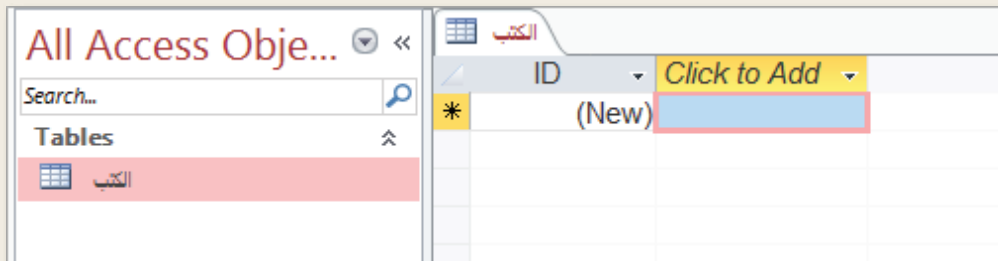 All Access Obje...
Search...
Tables
الكتب
الكتب
ID
Click to Add
(New)